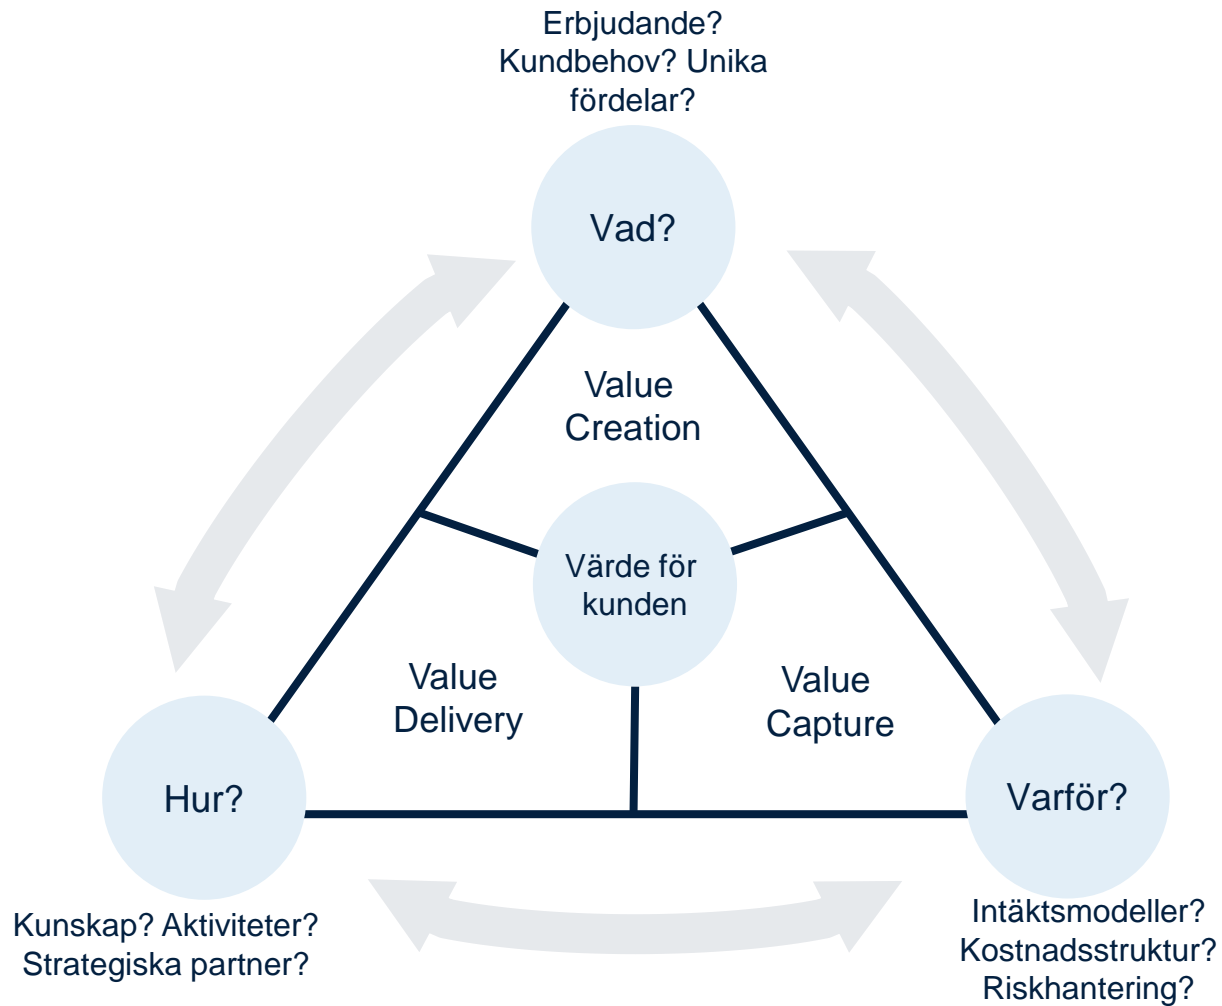 Erbjudande?
Kundbehov? Unika
fördelar?
Vad?
Value
Creation
Värde för
kunden
Value
Delivery
Value
Capture
Hur?
Varför?
Kunskap? Aktiviteter?
Strategiska partner?
Intäktsmodeller?
Kostnadsstruktur?
Riskhantering?